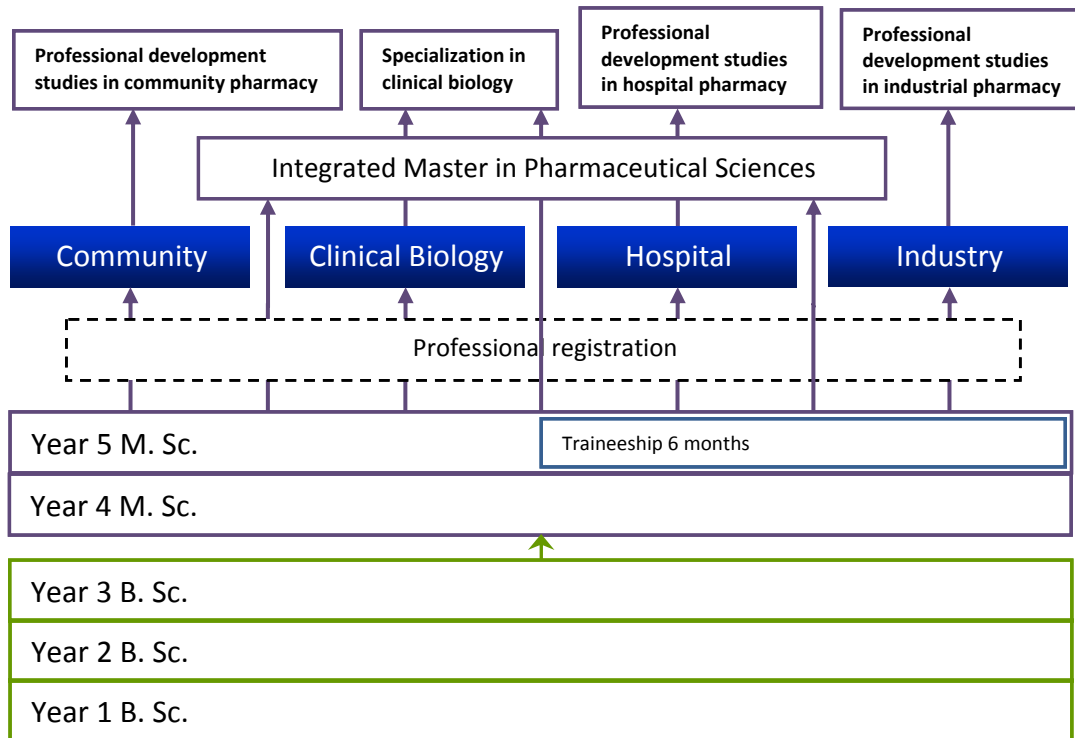 Professional development
studies in community pharmacy
Specialization in
clinical biology
Professional
development studies
in hospital pharmacy
Professional
development studies
in industrial pharmacy
Integrated Master in Pharmaceutical Sciences
Community
Clinical Biology
Hospital
Industry
Professional registration
Year 5 M. Sc.
Traineeship 6 months
Year 4 M. Sc.
Year 3 B. Sc.
Year 2 B. Sc.
Year 1 B. Sc.